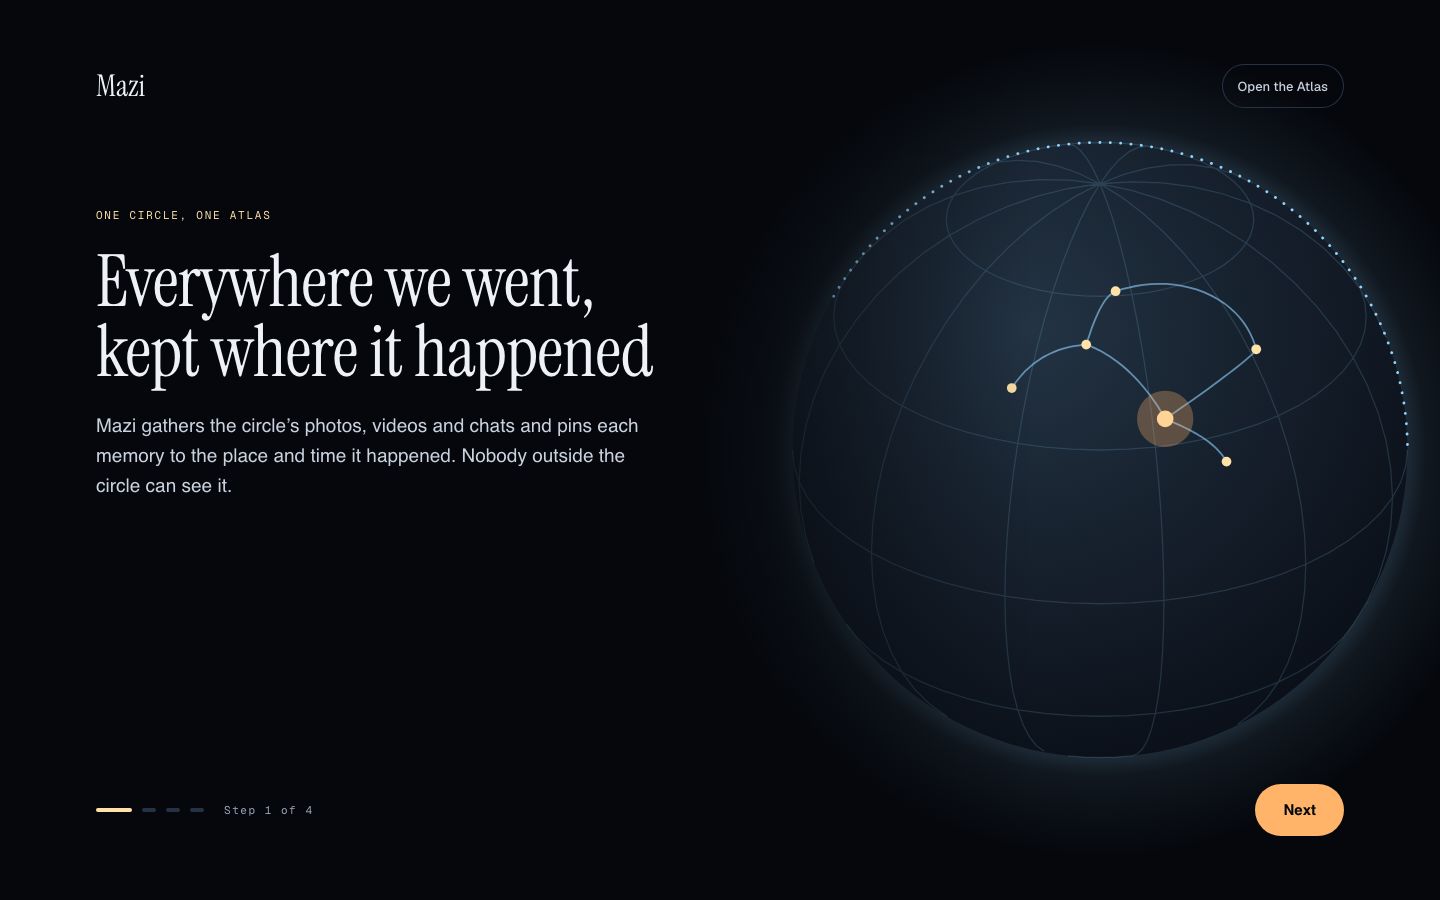 Mazi
Open the Atlas
ONE CIRCLE, ONE ATLAS
Everywhere we went,
kept where it happened
Mazi gathers the circle’s photos, videos and chats and pins each
memory to the place and time it happened. Nobody outside the
circle can see it.
Step 1 of 4
Next